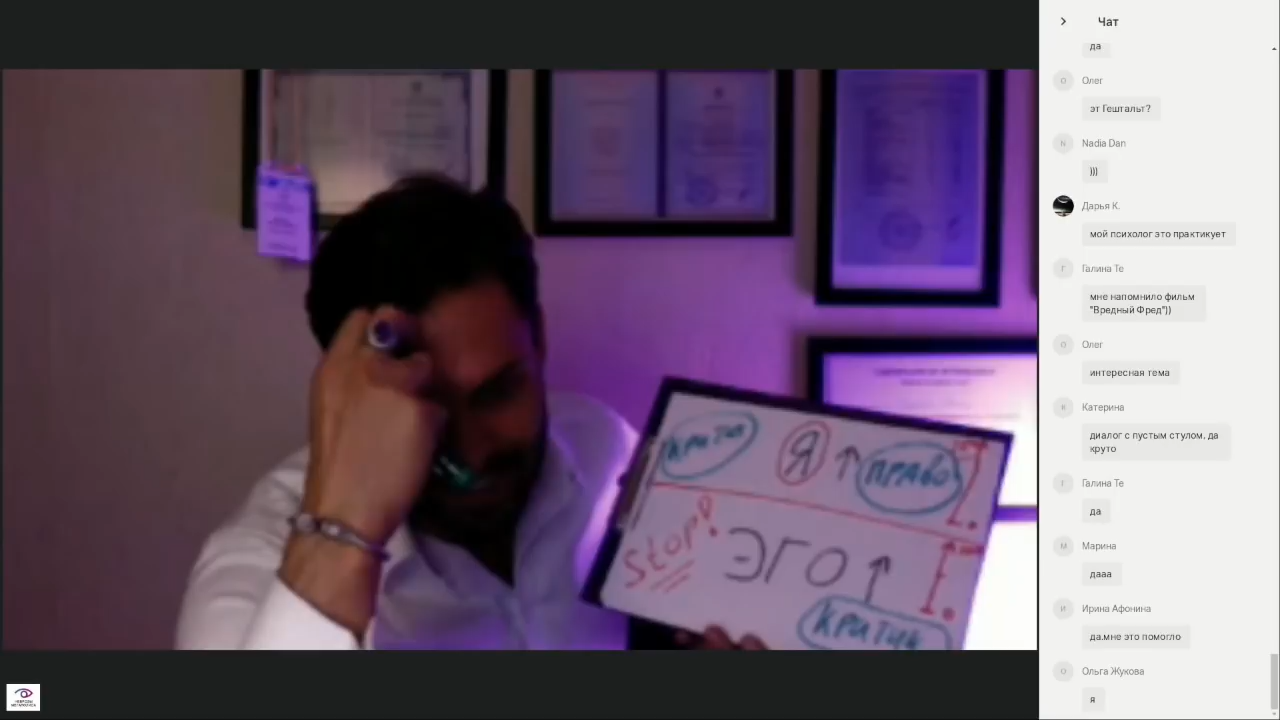 Чат
да
Олег
эт Гештальт?
Nadia Dan
)))
Дарья К.
мой психолог это практикует
Галина Те
мне напомнило фильм
"Вредный Фред"))
Олег
интересная тема
Катерина
диалог с пустым стулом, да
круто
Галина Те
да
Марина
дааа
Ирина Афонина
да.мне это помогло
Ольга Жукова
я
Критик
Я
Право
Stop!
ЭГО
Критик